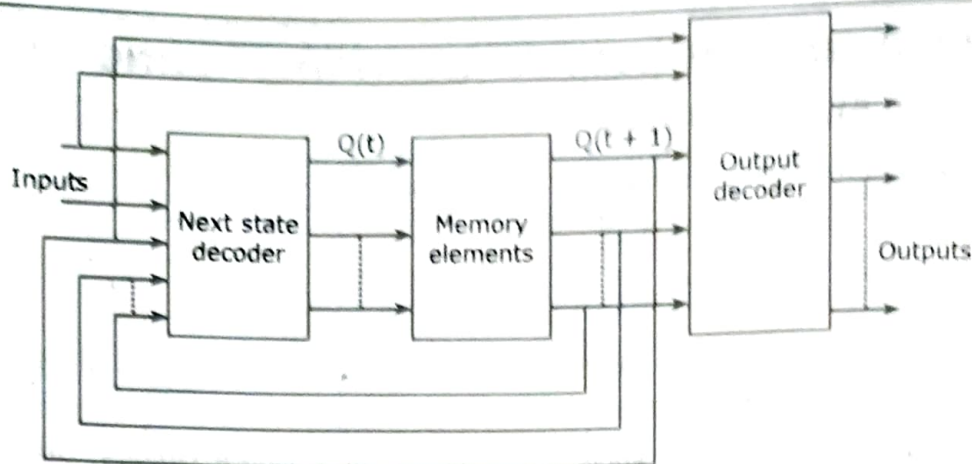 Inputs
Next state
decoder
Q(t)
Memory
elements
Q(t + 1)
Output
decoder
Outputs